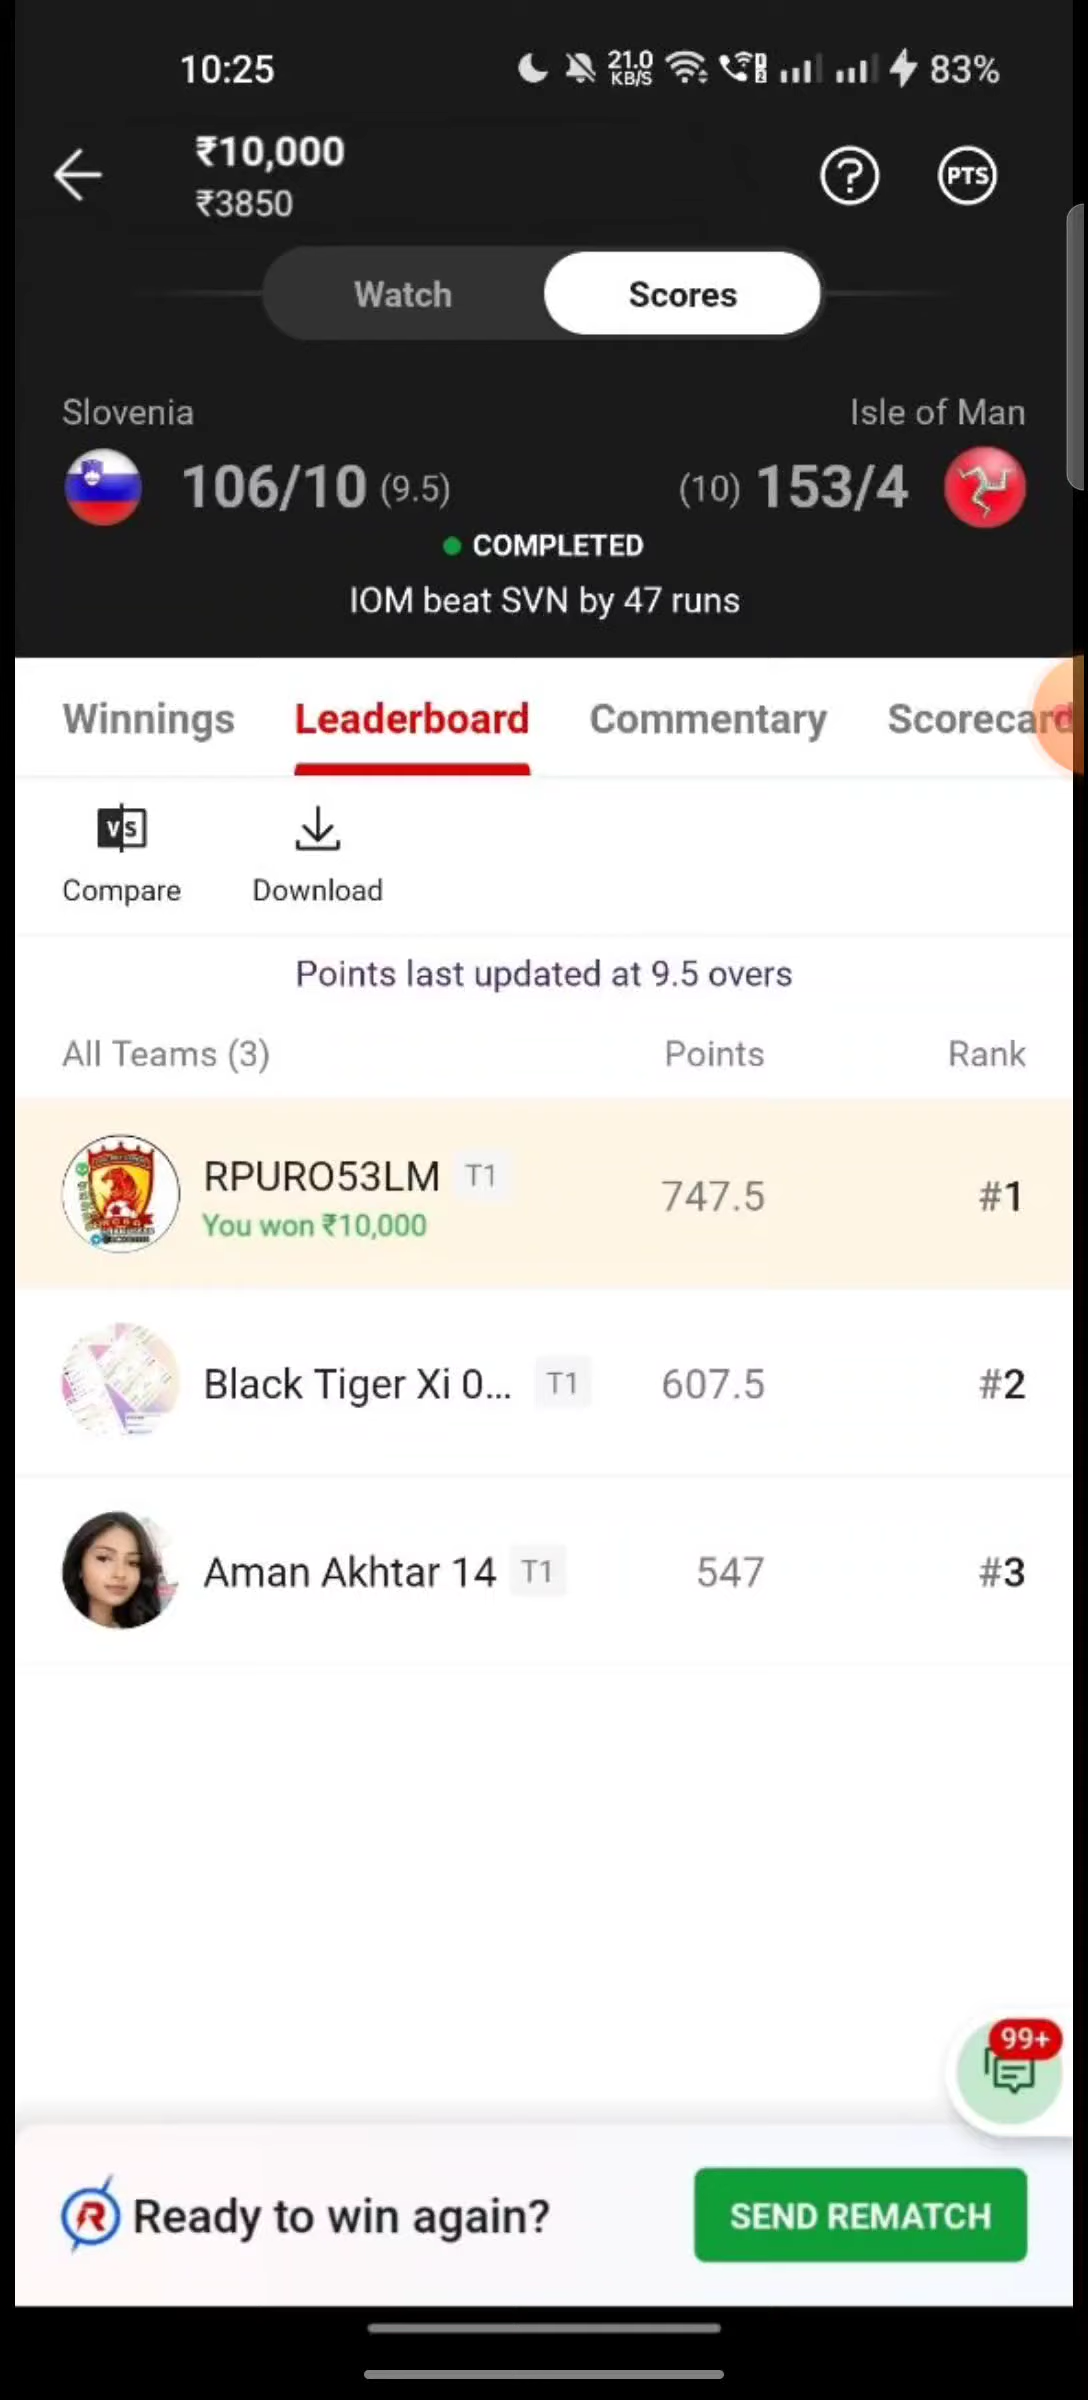 10:25
21.0
KB/S
83%
₹10,000
₹3850
?
PTS
Watch
Scores
Slovenia
Isle of Man
106/10 (9.5)
(10) 153/4
COMPLETED
IOM beat SVN by 47 runs
Winnings
Leaderboard
Commentary
Scorecard
VS
Compare
Download
Points last updated at 9.5 overs
All Teams (3)
Points
Rank
RPURO53LM T1
747.5
#1
You won ₹10,000
Black Tiger Xi 0... T1
607.5
#2
Aman Akhtar 14 T1
547
#3
99+
R
Ready to win again?
SEND REMATCH